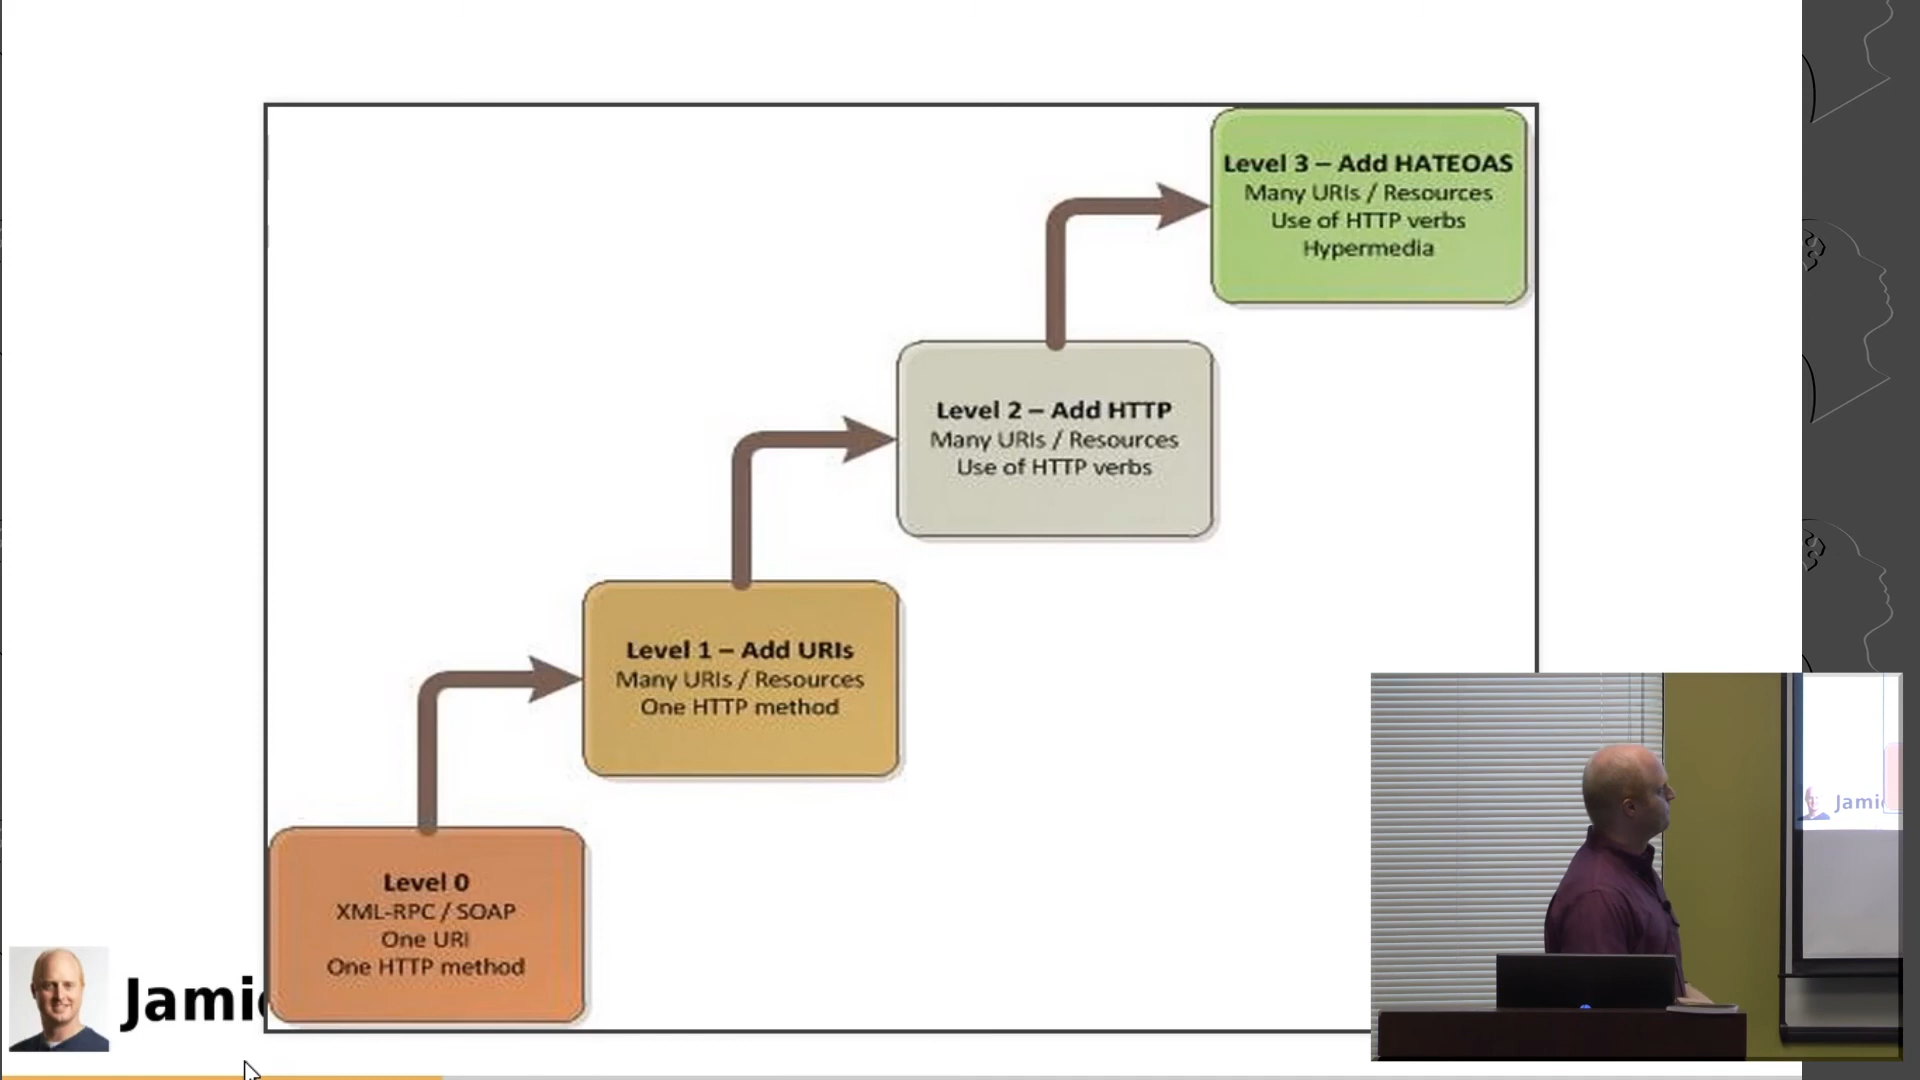 Level 3 – Add HATEOAS
Many URIs / Resources
Use of HTTP verbs
Hypermedia
Level 2 – Add HTTP
Many URIs / Resources
Use of HTTP verbs
Level 1 – Add URIs
Many URIs / Resources
One HTTP method
Level 0
XML-RPC / SOAP
One URI
One HTTP method
Jami
Jami